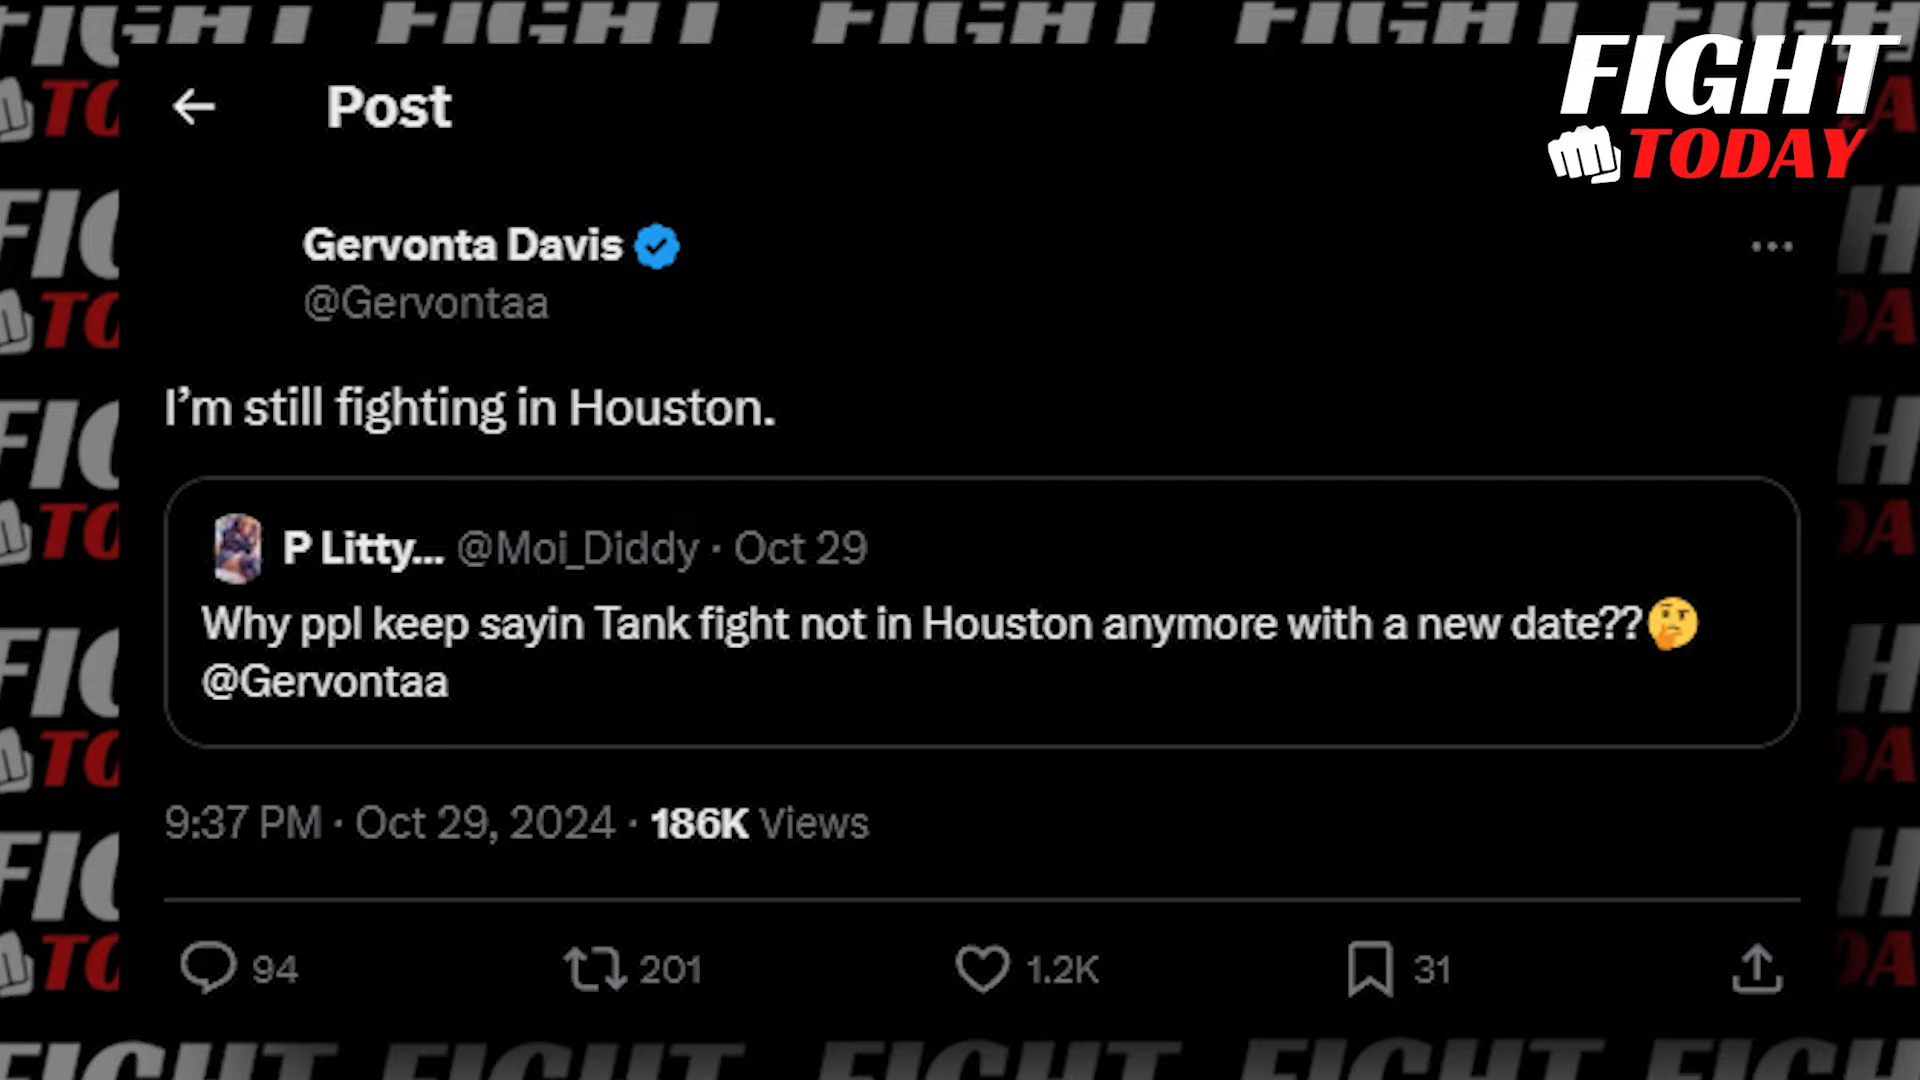 FIGHT
TODAY
Post
Gervonta Davis
@Gervontaa
I’m still fighting in Houston.
P Litty... @Moi_Diddy · Oct 29
Why ppl keep sayin Tank fight not in Houston anymore with a new date??🤔
@Gervontaa
9:37 PM · Oct 29, 2024 · 186K Views
94 201 1.2K 31